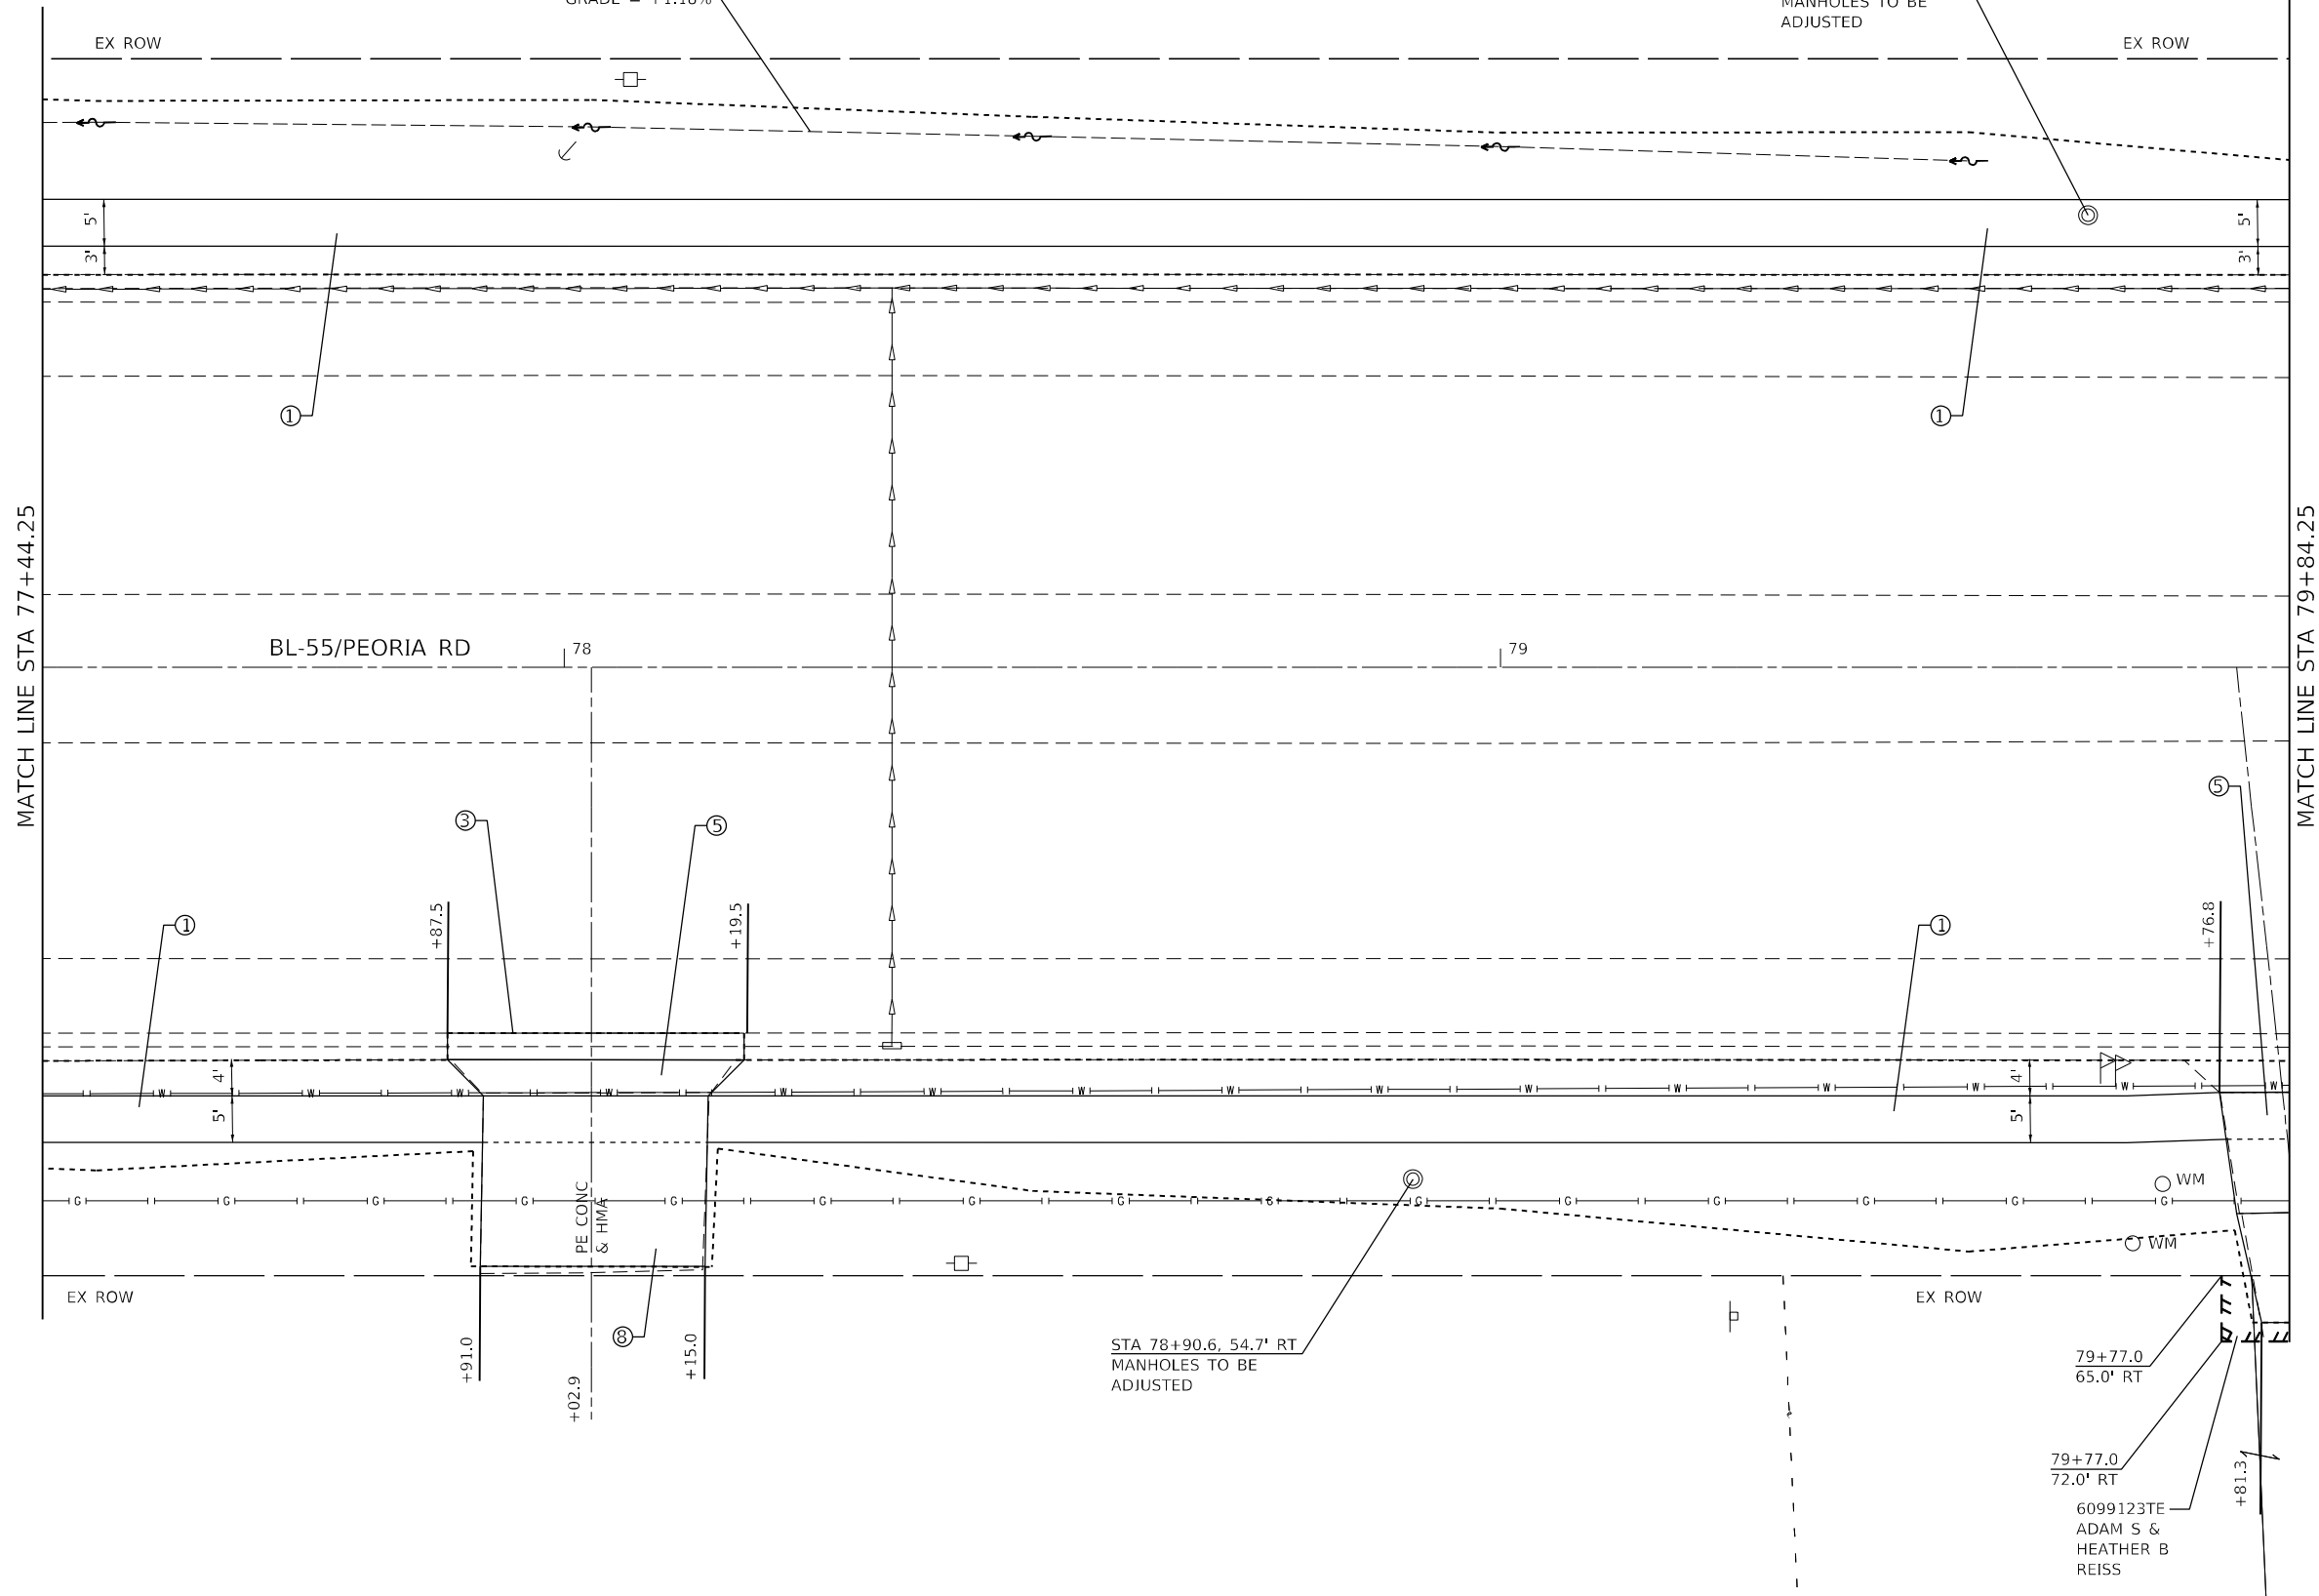 GRADE = +1.18%
MANHOLES TO BE
ADJUSTED
EX ROW
EX ROW
5'
3'
5'
3'
1
1
MATCH LINE STA 77+44.25
MATCH LINE STA 79+84.25
BL-55/PEORIA RD
78
79
3
5
5
1
1
+87.5
+19.5
+76.8
4'
5'
4'
5'
W W W W W W W W W W W W W W W
G G G G G G G G G G G G G G G
PE CONC
& HMA
WM
WM
EX ROW
EX ROW
8
+91.0
+02.9
+15.0
STA 78+90.6, 54.7' RT
MANHOLES TO BE
ADJUSTED
79+77.0
65.0' RT
79+77.0
72.0' RT
+81.3
6099123TE
ADAM S &
HEATHER B
REISS